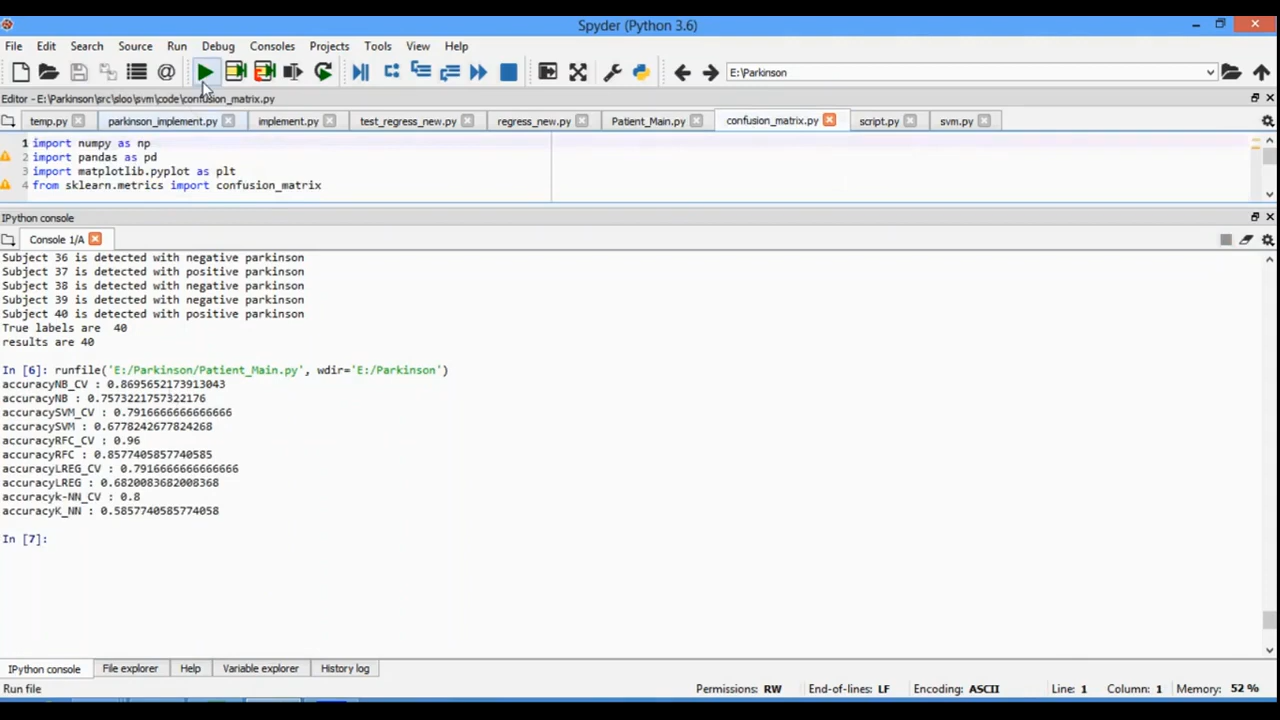 Spyder (Python 3.6)
File Edit Search Source Run Debug Consoles Projects Tools View Help
E:\Parkinson
Editor - E:\Parkinson\src\sloo\svm\code\confusion_matrix.py
temp.py parkinson_implement.py implement.py test_regress_new.py regress_new.py Patient_Main.py confusion_matrix.py script.py svm.py
1 import numpy as np
2 import pandas as pd
3 import matplotlib.pyplot as plt
4 from sklearn.metrics import confusion_matrix
IPython console
Console 1/A
Subject 36 is detected with negative parkinson
Subject 37 is detected with positive parkinson
Subject 38 is detected with negative parkinson
Subject 39 is detected with negative parkinson
Subject 40 is detected with positive parkinson
True labels are  40
results are 40
In [6]: runfile('E:/Parkinson/Patient_Main.py', wdir='E:/Parkinson')
accuracyNB_CV : 0.8695652173913043
accuracyNB : 0.7573221757322176
accuracySVM_CV : 0.7916666666666666
accuracySVM : 0.6778242677824268
accuracyRFC_CV : 0.96
accuracyRFC : 0.8577405857740585
accuracyLREG_CV : 0.7916666666666666
accuracyLREG : 0.6820083682008368
accuracyk-NN_CV : 0.8
accuracyK_NN : 0.5857740585774058
In [7]:
IPython console File explorer Help Variable explorer History log
Run file Permissions: RW End-of-lines: LF Encoding: ASCII Line: 1 Column: 1 Memory: 52 %